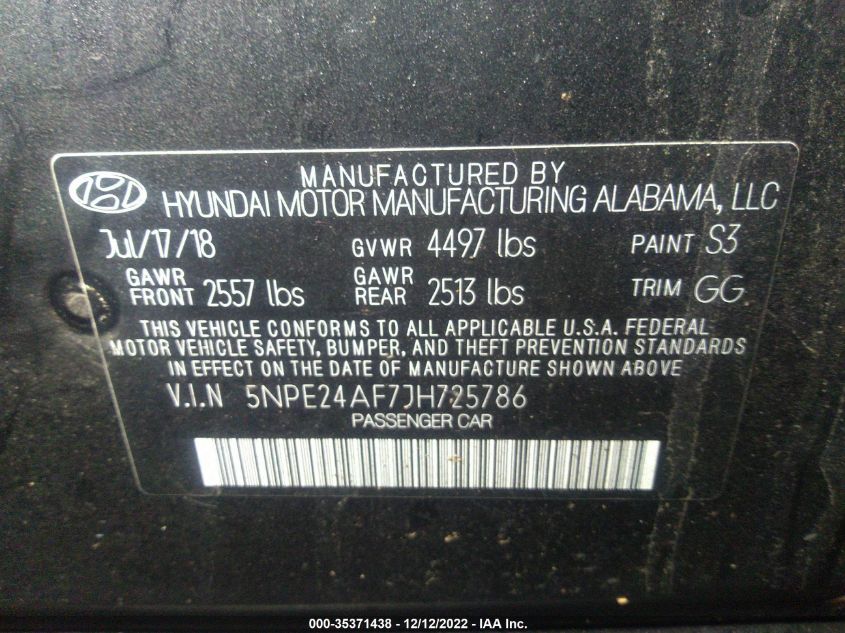 MANUFACTURED BY
HYUNDAI MOTOR MANUFACTURING ALABAMA, LLC
Jul/17/18 GVWR 4497 lbs PAINT S3
GAWR FRONT 2557 lbs GAWR REAR 2513 lbs TRIM GG
THIS VEHICLE CONFORMS TO ALL APPLICABLE U.S.A. FEDERAL
MOTOR VEHICLE SAFETY, BUMPER, AND THEFT PREVENTION STANDARDS
IN EFFECT ON THE DATE OF MANUFACTURE SHOWN ABOVE.
V.I.N 5NPE24AF7JH725786
PASSENGER CAR
000-35371438 - 12/12/2022 - IAA Inc.